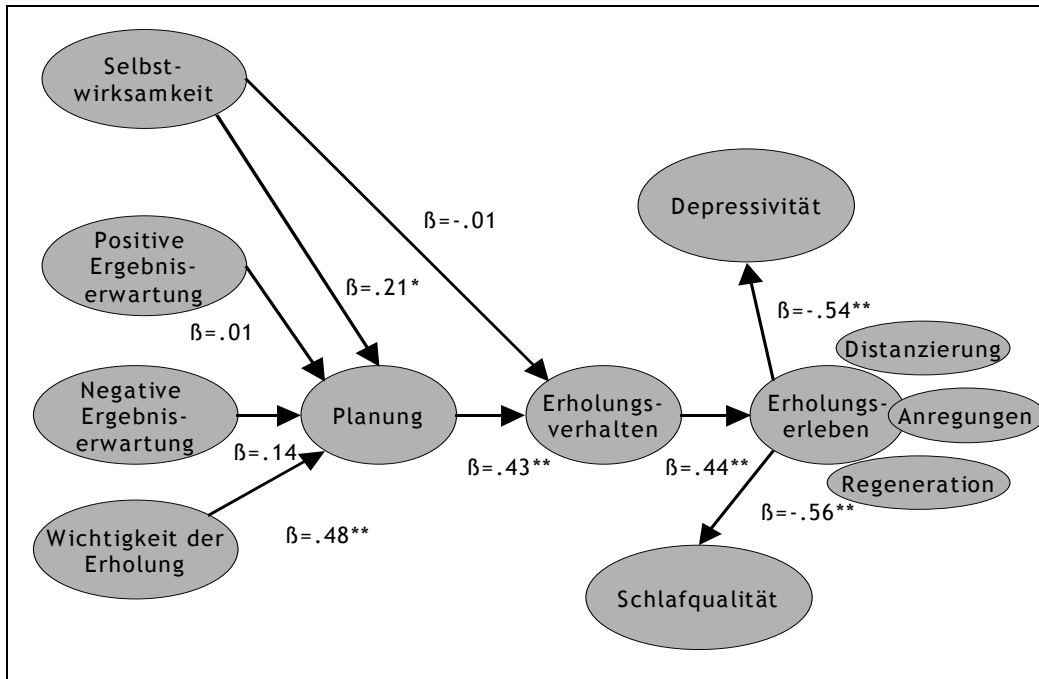 Selbst-
wirksamkeit
Depressivität
ß=-.01
Positive
Ergebnis-
erwartung
ß=.21*
ß=-.54**
ß=.01
Distanzierung
Negative
Ergebnis-
erwartung
Planung
Erholungs-
verhalten
Erholungs-
erleben
Anregungen
ß=.14
ß=.43**
ß=.44**
Regeneration
ß=-.56**
Wichtigkeit der
Erholung
ß=.48**
Schlafqualität